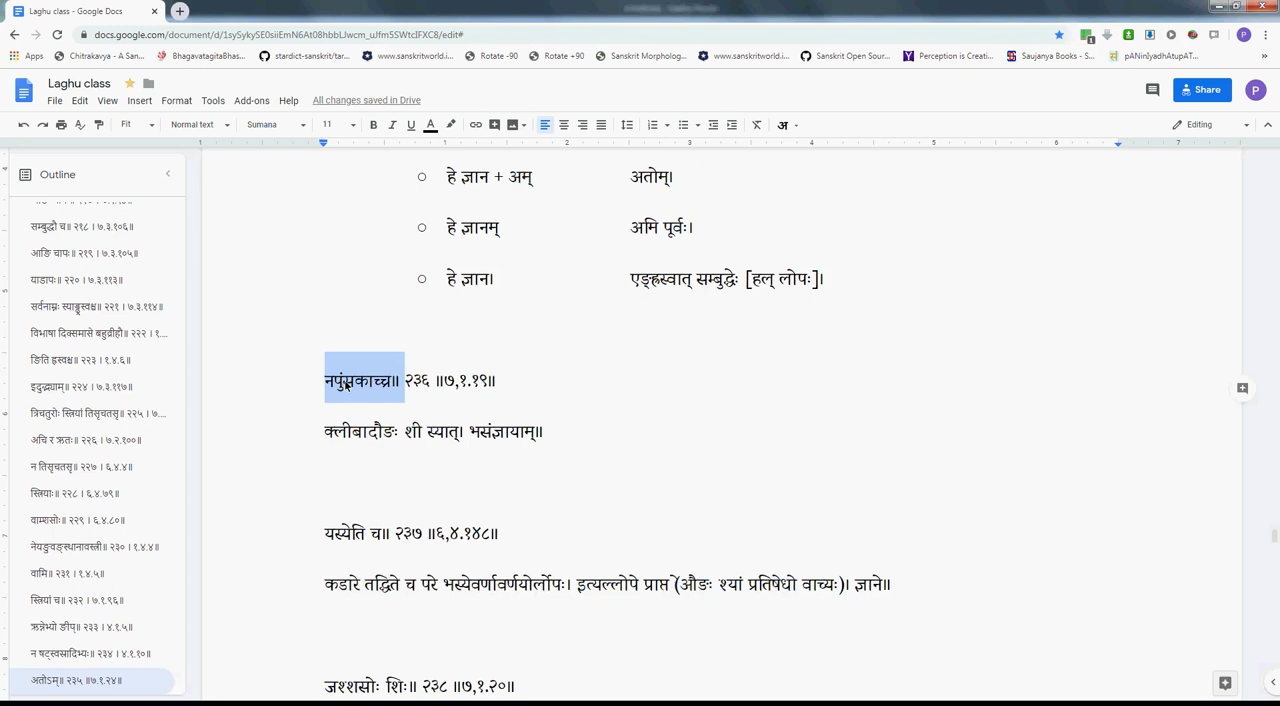 Laghu class - Google Docs
docs.google.com/document/d/1sySykySE0siiEmN6At08hbbLJwcm_uJfmSSWtcIFXC8/edit#
Apps Chitrakavya - A San... BhagavatagitaBhas... stardict-sanskrit/tar... www.sanskritworld.i... Rotate -90 Rotate +90 Sanskrit Morpholog... www.sanskritworld.i... Sanskrit Open Sour... Perception is Creati... Saujanya Books - S... pANinIyadhAtupAT...
Laghu class
File Edit View Insert Format Tools Add-ons Help All changes saved in Drive
Share
P
Fit Normal text Sumana 11 B I U A अ Editing
1 1 2 3 4 5 6 7
Outline
सम्बुद्धौ च॥ २१८ । ७.३.१०६॥
आङि चापः॥ २१९ । ७.३.१०५॥
याडापः॥ २२० । ७.३.११३॥
सर्वनाम्नः स्याड्ढ्रस्वश्च॥ २२१ । ७.३.११४॥
विभाषा दिक्समासे बहुव्रीहौ॥ २२२ । १....
ङिति ह्रस्वश्च॥ २२३ । १.४.६॥
इदुद्भ्याम्॥ २२४ । ७.३.११७॥
त्रिचतुरोः स्त्रियां तिसृचतसृ॥ २२५ । ७....
अचि र ऋतः॥ २२६ । ७.२.१००॥
न तिसृचतसृ॥ २२७ । ६.४.४॥
स्त्रियाः॥ २२८ । ६.४.७९॥
वाम्शसोः॥ २२९ । ६.४.८०॥
नेयङुवङ्स्थानावस्त्री॥ २३० । १.४.४॥
वामि॥ २३१ । १.४.५॥
स्त्रियां च॥ २३२ । ७.१.९६॥
ऋन्नेभ्यो ङीप्॥ २३३ । ४.१.५॥
न षट्स्वस्रादिभ्यः॥ २३४ । ४.१.१०॥
अतोऽम्॥ २३५ ॥७.१.२४॥
हे ज्ञान + अम् अतोम्।
हे ज्ञानम् अमि पूर्वः।
हे ज्ञान। एङ्ह्रस्वात् सम्बुद्धेः [हल् लोपः]।
नपुंसकाच्च॥ २३६ ॥७,१.१९॥
क्लीबादौङः शी स्यात्। भसंज्ञायाम्॥
यस्येति च॥ २३७ ॥६,४.१४८॥
कडारे तद्धिते च परे भस्येवर्णावर्णयोर्लोपः। इत्यल्लोपे प्राप्त (औङः श्यां प्रतिषेधो वाच्यः)। ज्ञाने॥
जश्शसोः शिः॥ २३८ ॥७,१.२०॥